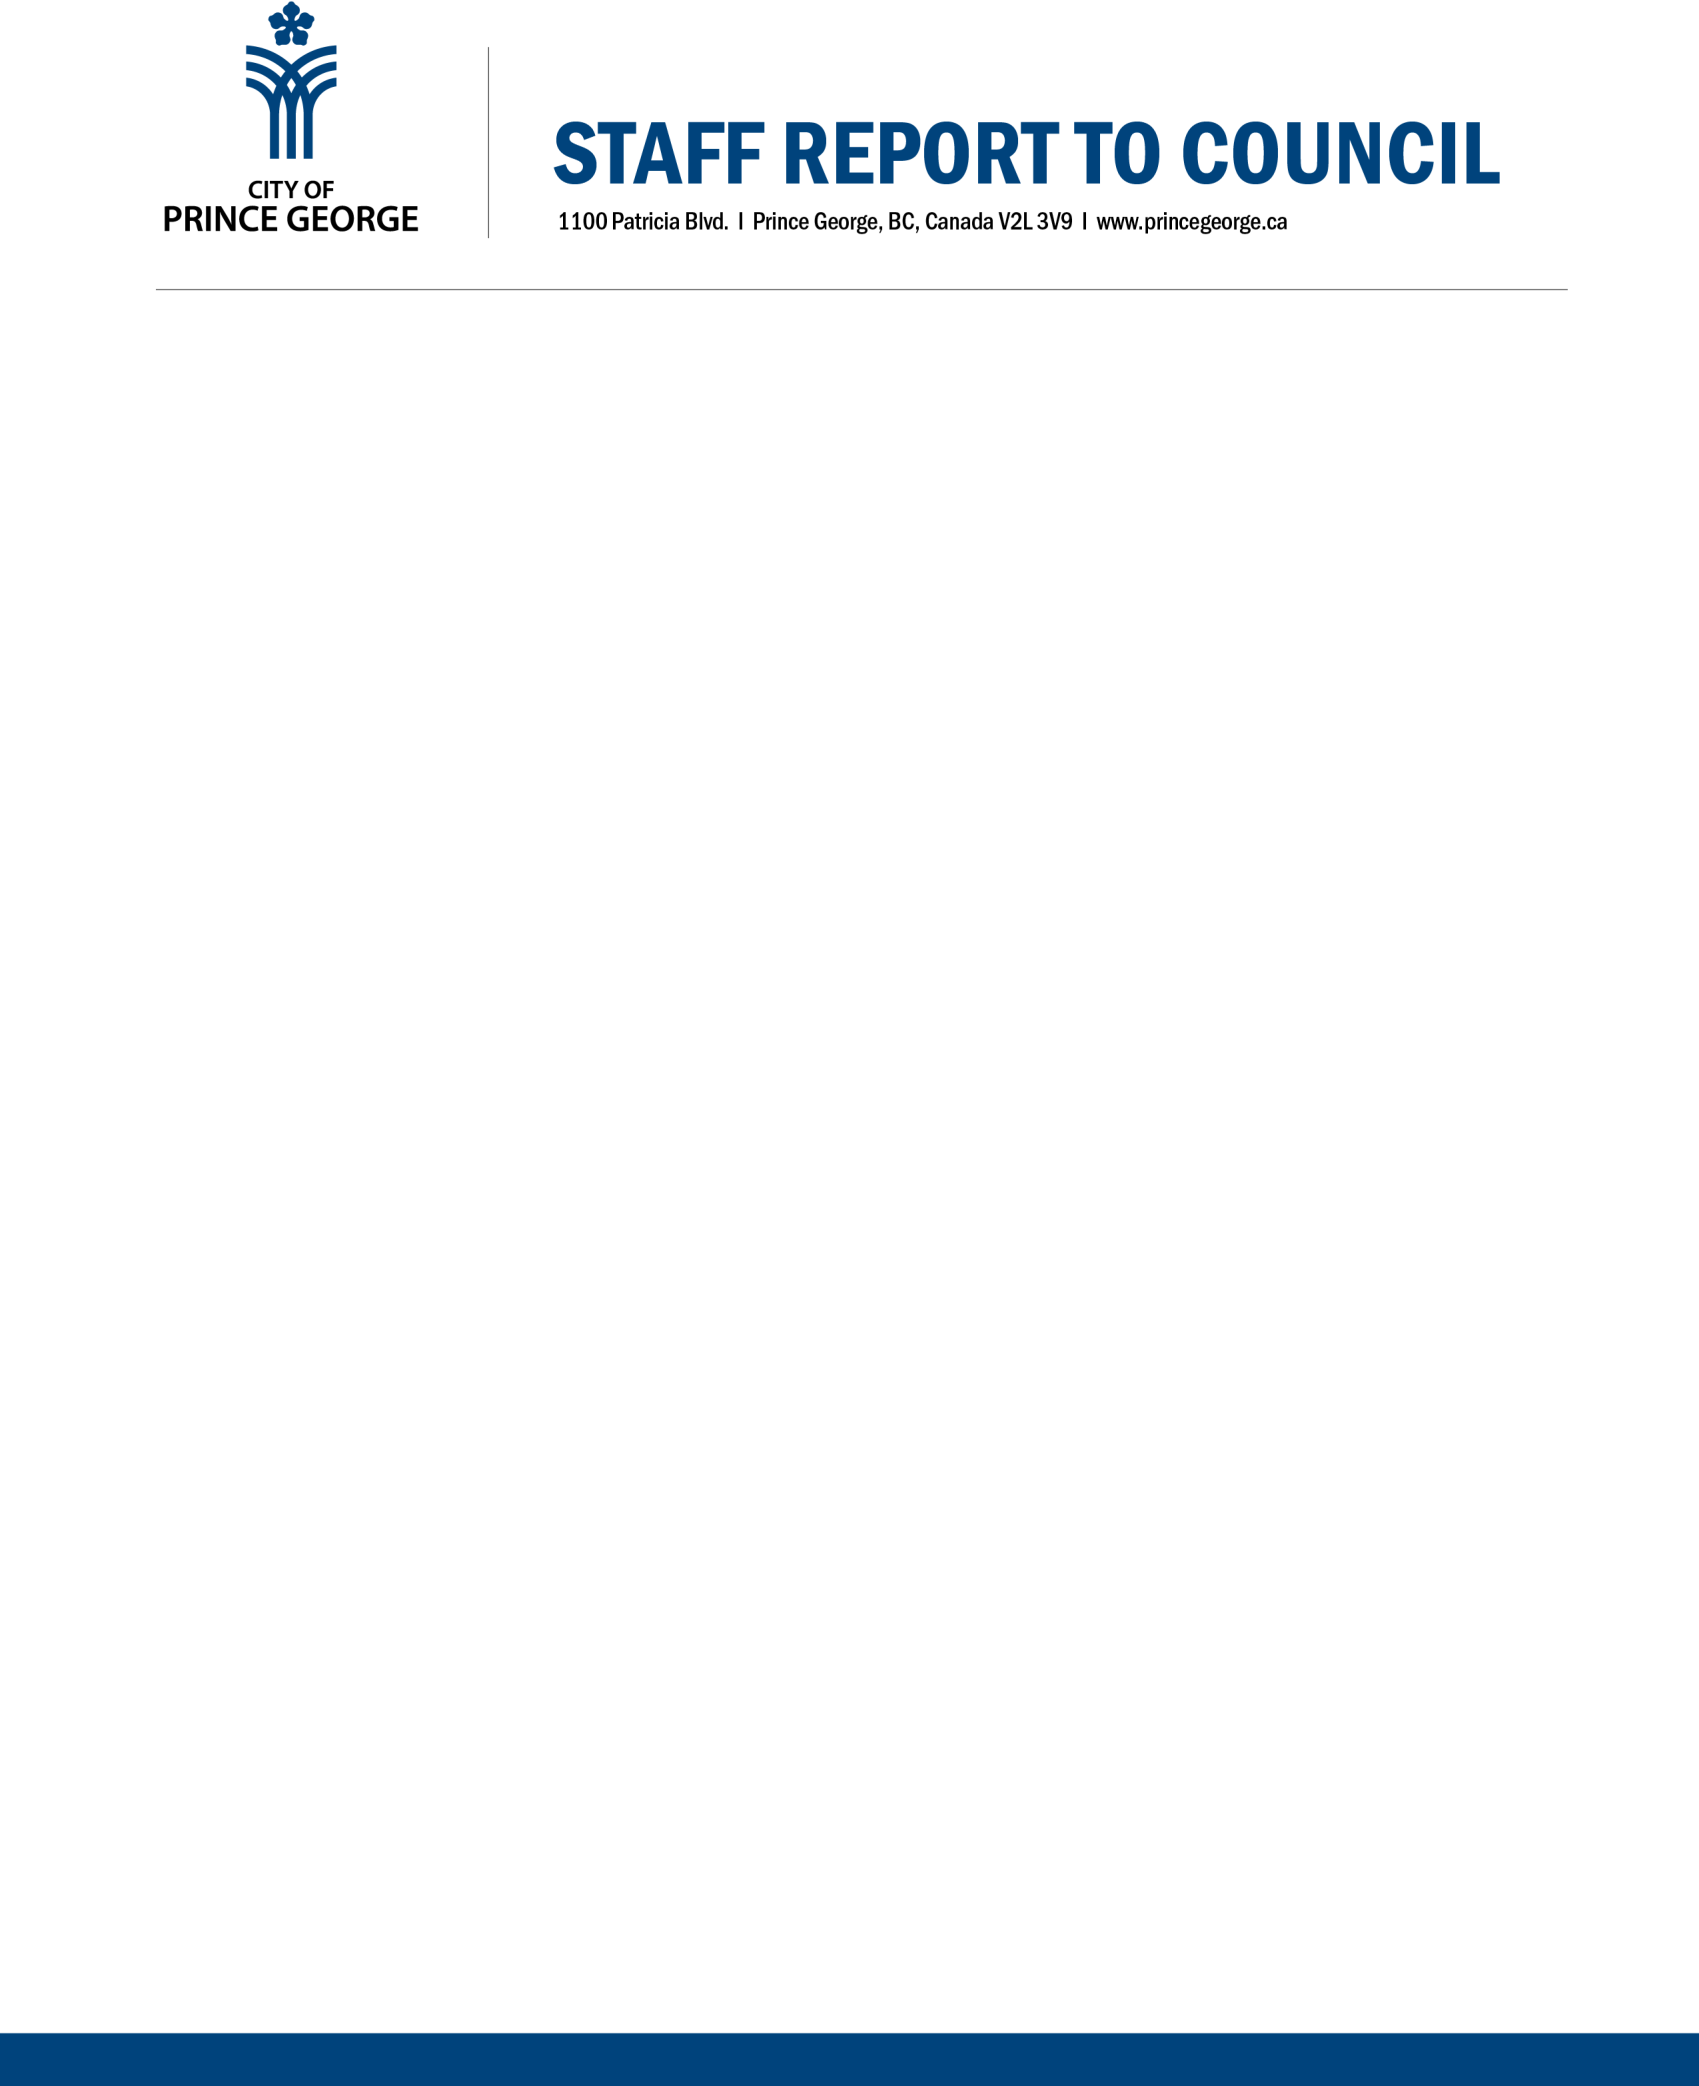 CITY OF
PRINCE GEORGE
STAFF REPORT TO COUNCIL
1100 Patricia Blvd. I Prince George, BC, Canada V2L 3V9 I www.princegeorge.ca